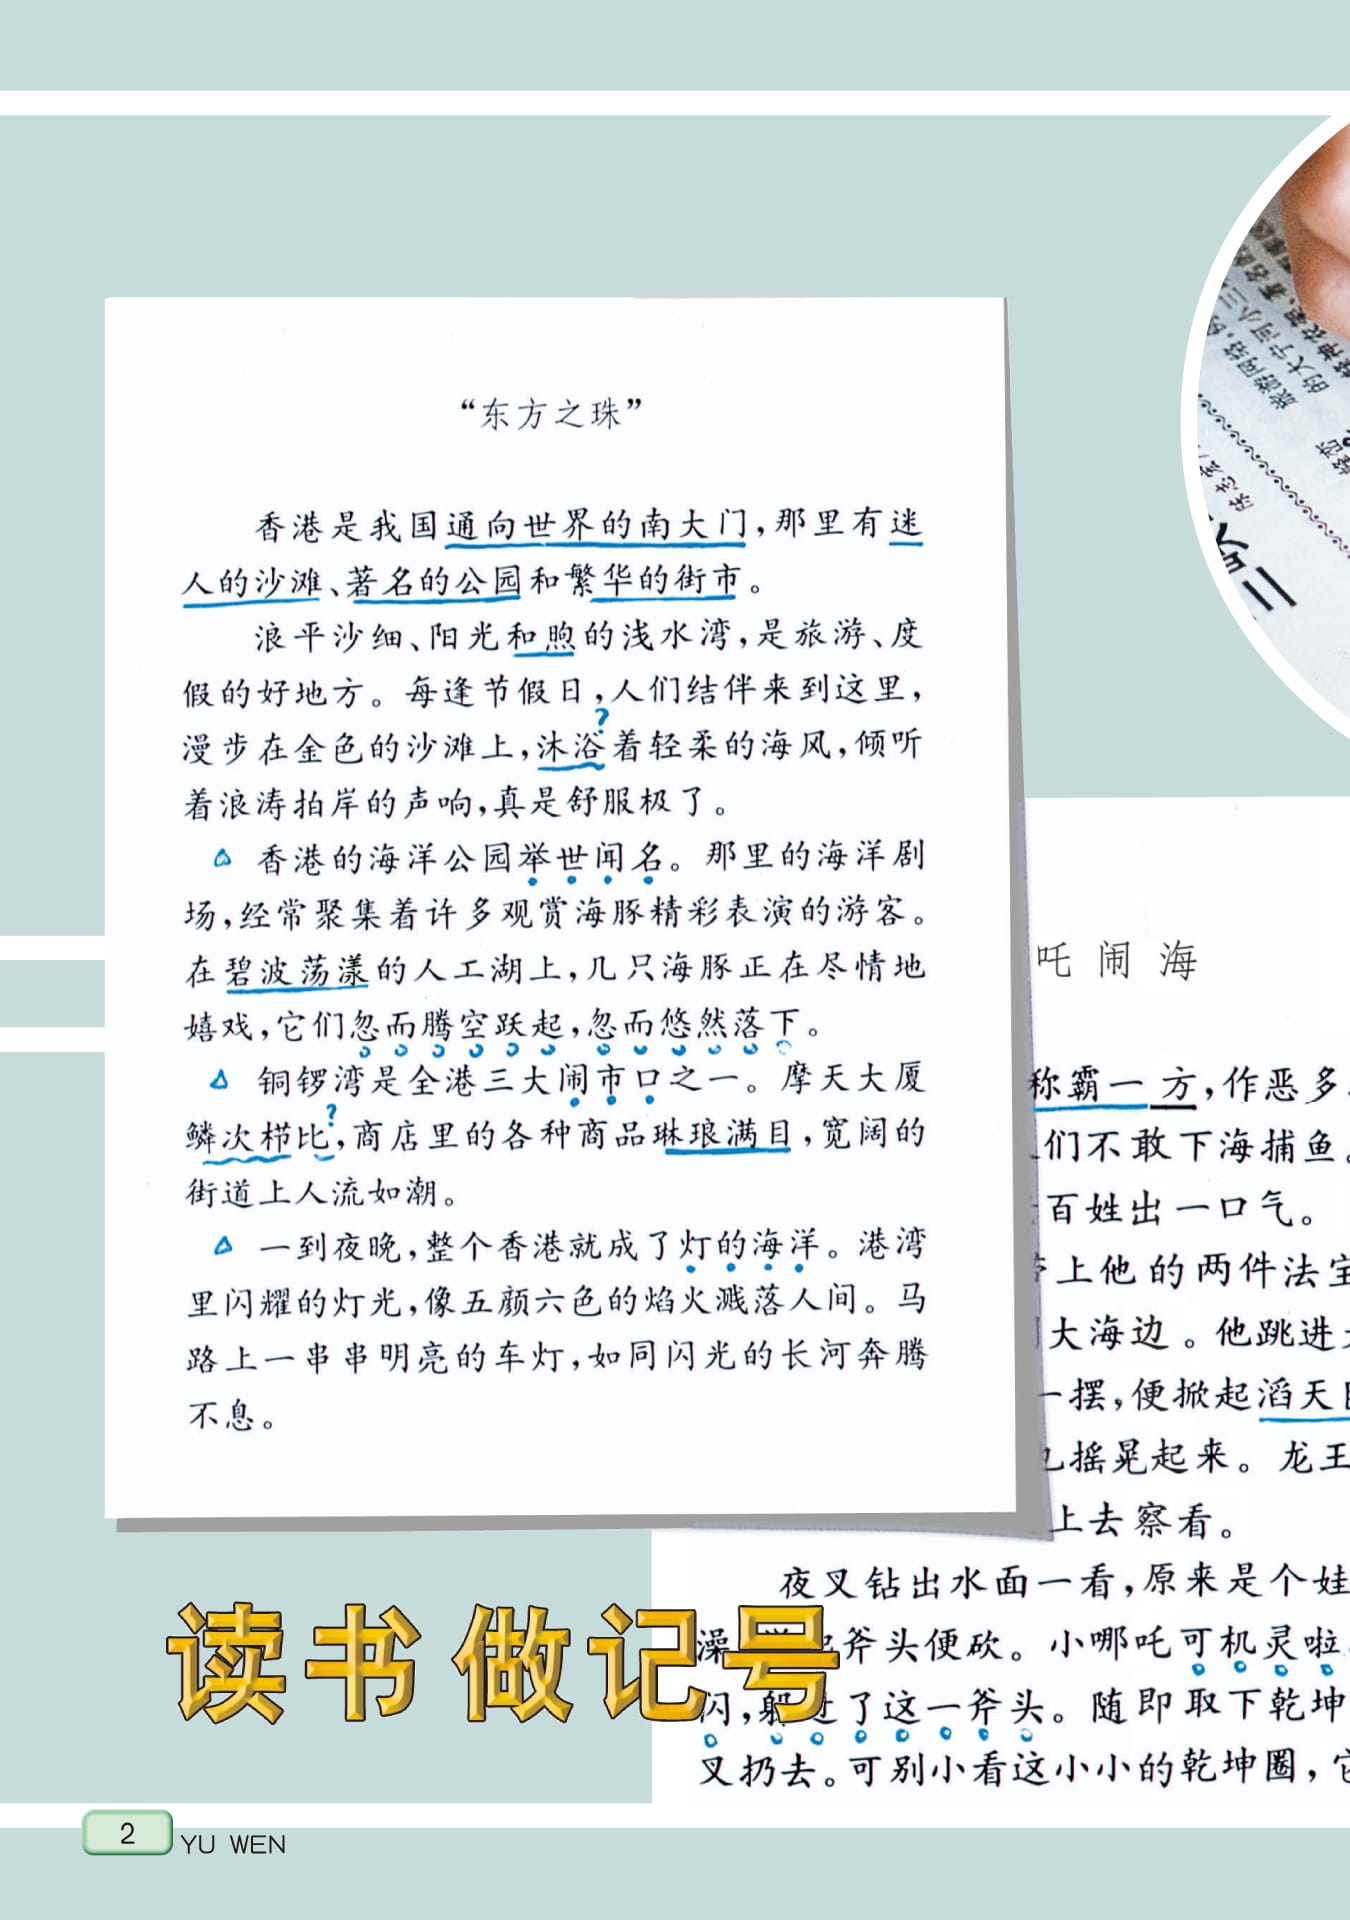 “东方之珠”
香港是我国通向世界的南大门，那里有迷
人的沙滩、著名的公园和繁华的街市。
浪平沙细、阳光和煦的浅水湾，是旅游、度
假的好地方。每逢节假日，人们结伴来到这里，
漫步在金色的沙滩上，沐浴着轻柔的海风，倾听
着浪涛拍岸的声响，真是舒服极了。
香港的海洋公园举世闻名。那里的海洋剧
场，经常聚集着许多观赏海豚精彩表演的游客。
在碧波荡漾的人工湖上，几只海豚正在尽情地
嬉戏，它们忽而腾空跃起，忽而悠然落下。
铜锣湾是全港三大闹市口之一。摩天大厦
鳞次栉比，商店里的各种商品琳琅满目，宽阔的
街道上人流如潮。
一到夜晚，整个香港就成了灯的海洋。港湾
里闪耀的灯光，像五颜六色的焰火溅落人间。马
路上一串串明亮的车灯，如同闪光的长河奔腾
不息。
吒闹海
称霸一方，作恶多
们不敢下海捕鱼。
百姓出一口气。
上他的两件法宝
大海边。他跳进
一摆，便掀起滔天
摇晃起来。龙王
上去察看。
夜叉钻出水面一看，原来是个娃
澡，斧头便砍。小哪吒可机灵啦
闪，躲过了这一斧头。随即取下乾坤
叉扔去。可别小看这小小的乾坤圈，它
读书 做记号
2
YU WEN